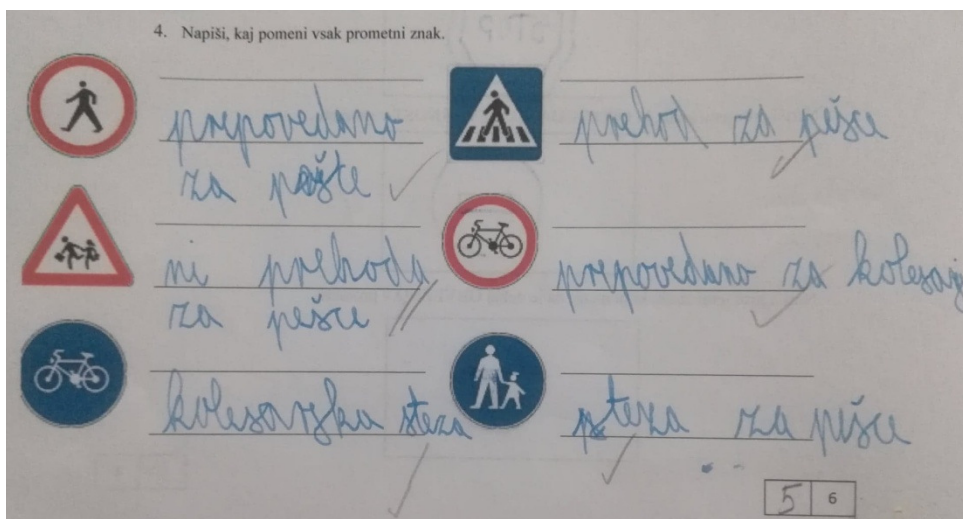 4. Napiši, kaj pomeni vsak prometni znak.
prepovedano
za pešte
prehod za pešce
ni prehoda
za pešce
prepovedano za kolesarje
kolesarska steza
steza za pešce
5 6